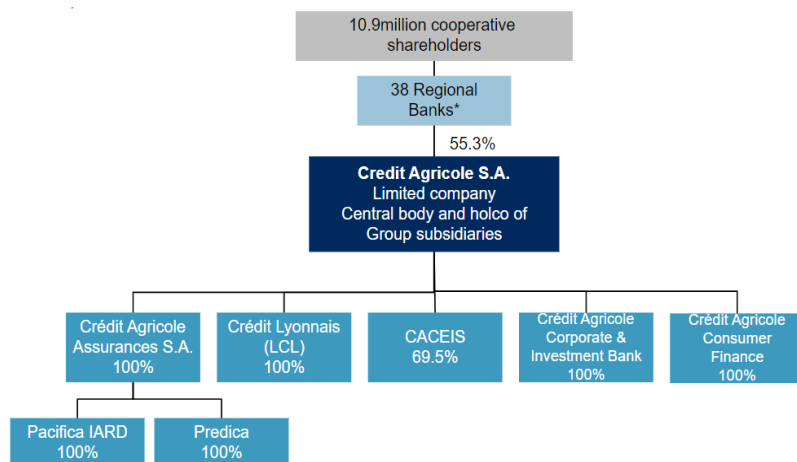 10.9million cooperative
shareholders
38 Regional
Banks*
55.3%
Credit Agricole S.A.
Limited company
Central body and holco of
Group subsidiaries
Crédit Agricole
Assurances S.A.
100%
Crédit Lyonnais
(LCL)
100%
CACEIS
69.5%
Crédit Agricole
Corporate &
Investment Bank
100%
Crédit Agricole
Consumer
Finance
100%
Pacifica IARD
100%
Predica
100%